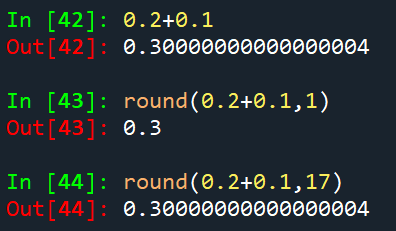 In [42]: 0.2+0.1
Out[42]: 0.30000000000000004
In [43]: round(0.2+0.1,1)
Out[43]: 0.3
In [44]: round(0.2+0.1,17)
Out[44]: 0.30000000000000004